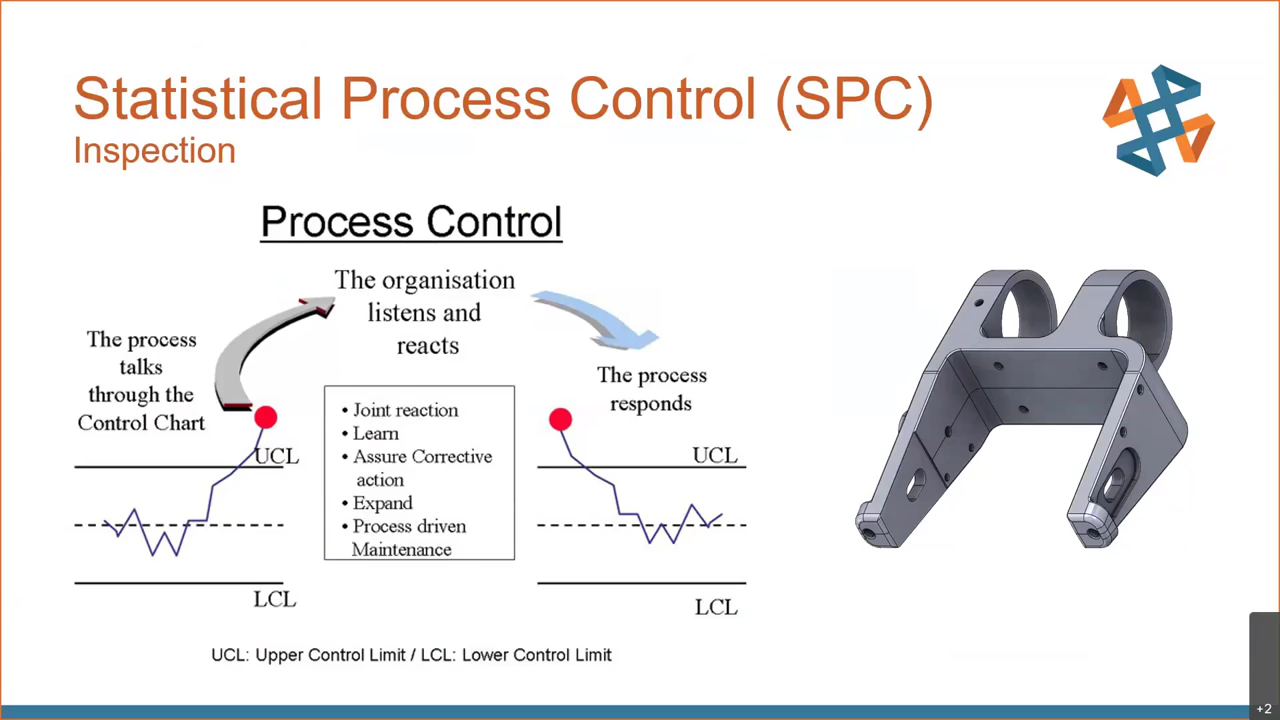 Statistical Process Control (SPC)
Inspection
Process Control
The organisation
listens and
reacts
The process
talks
through the
Control Chart
The process
responds
• Joint reaction
• Learn
• Assure Corrective
action
• Expand
• Process driven
Maintenance
UCL
LCL
UCL
LCL
UCL: Upper Control Limit / LCL: Lower Control Limit
+2